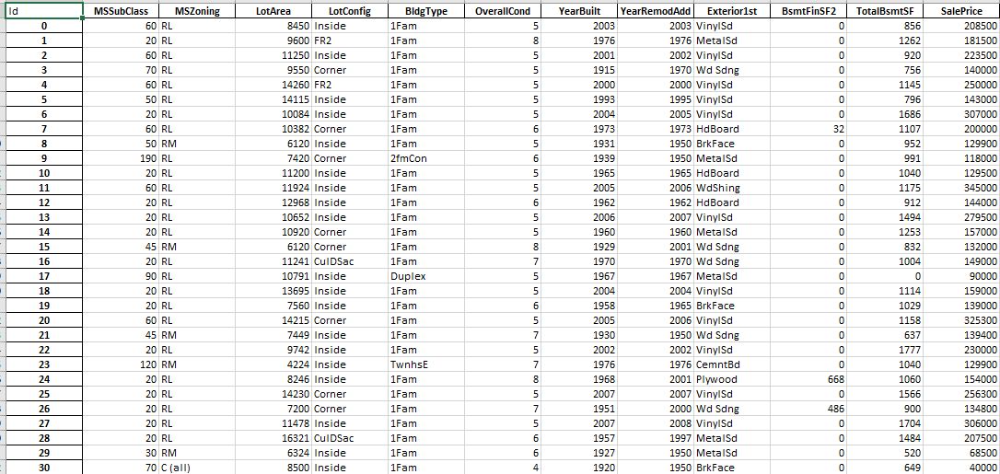 Id MSSubClass MSZoning LotArea LotConfig BldgType OverallCond YearBuilt YearRemodAdd Exterior1st BsmtFinSF2 TotalBsmtSF SalePrice
0 60 RL 8450 Inside 1Fam 5 2003 2003 VinylSd 0 856 208500
1 20 RL 9600 FR2 1Fam 8 1976 1976 MetalSd 0 1262 181500
2 60 RL 11250 Inside 1Fam 5 2001 2002 VinylSd 0 920 223500
3 70 RL 9550 Corner 1Fam 5 1915 1970 Wd Sdng 0 756 140000
4 60 RL 14260 FR2 1Fam 5 2000 2000 VinylSd 0 1145 250000
5 50 RL 14115 Inside 1Fam 5 1993 1995 VinylSd 0 796 143000
6 20 RL 10084 Inside 1Fam 5 2004 2005 VinylSd 0 1686 307000
7 60 RL 10382 Corner 1Fam 6 1973 1973 HdBoard 32 1107 200000
8 50 RM 6120 Inside 1Fam 5 1931 1950 BrkFace 0 952 129900
9 190 RL 7420 Corner 2fmCon 6 1939 1950 MetalSd 0 991 118000
10 20 RL 11200 Inside 1Fam 5 1965 1965 HdBoard 0 1040 129500
11 60 RL 11924 Inside 1Fam 5 2005 2006 WdShing 0 1175 345000
12 20 RL 12968 Inside 1Fam 6 1962 1962 HdBoard 0 912 144000
13 20 RL 10652 Inside 1Fam 5 2006 2007 VinylSd 0 1494 279500
14 20 RL 10920 Corner 1Fam 5 1960 1960 MetalSd 0 1253 157000
15 45 RM 6120 Corner 1Fam 8 1929 2001 Wd Sdng 0 832 132000
16 20 RL 11241 CulDSac 1Fam 7 1970 1970 Wd Sdng 0 1004 149000
17 90 RL 10791 Inside Duplex 5 1967 1967 MetalSd 0 0 90000
18 20 RL 13695 Inside 1Fam 5 2004 2004 VinylSd 0 1114 159000
19 20 RL 7560 Inside 1Fam 6 1958 1965 BrkFace 0 1029 139000
20 60 RL 14215 Corner 1Fam 5 2005 2006 VinylSd 0 1158 325300
21 45 RM 7449 Inside 1Fam 7 1930 1950 Wd Sdng 0 637 139400
22 20 RL 9742 Inside 1Fam 5 2002 2002 VinylSd 0 1777 230000
23 120 RM 4224 Inside TwnhsE 7 1976 1976 CemntBd 0 1040 129900
24 20 RL 8246 Inside 1Fam 8 1968 2001 Plywood 668 1060 154000
25 20 RL 14230 Corner 1Fam 5 2007 2007 VinylSd 0 1566 256300
26 20 RL 7200 Corner 1Fam 7 1951 2000 Wd Sdng 486 900 134800
27 20 RL 11478 Inside 1Fam 5 2007 2008 VinylSd 0 1704 306000
28 20 RL 16321 CulDSac 1Fam 6 1957 1997 MetalSd 0 1484 207500
29 30 RM 6324 Inside 1Fam 6 1927 1950 MetalSd 0 520 68500
30 70 C (all) 8500 Inside 1Fam 4 1920 1950 BrkFace 0 649 40000